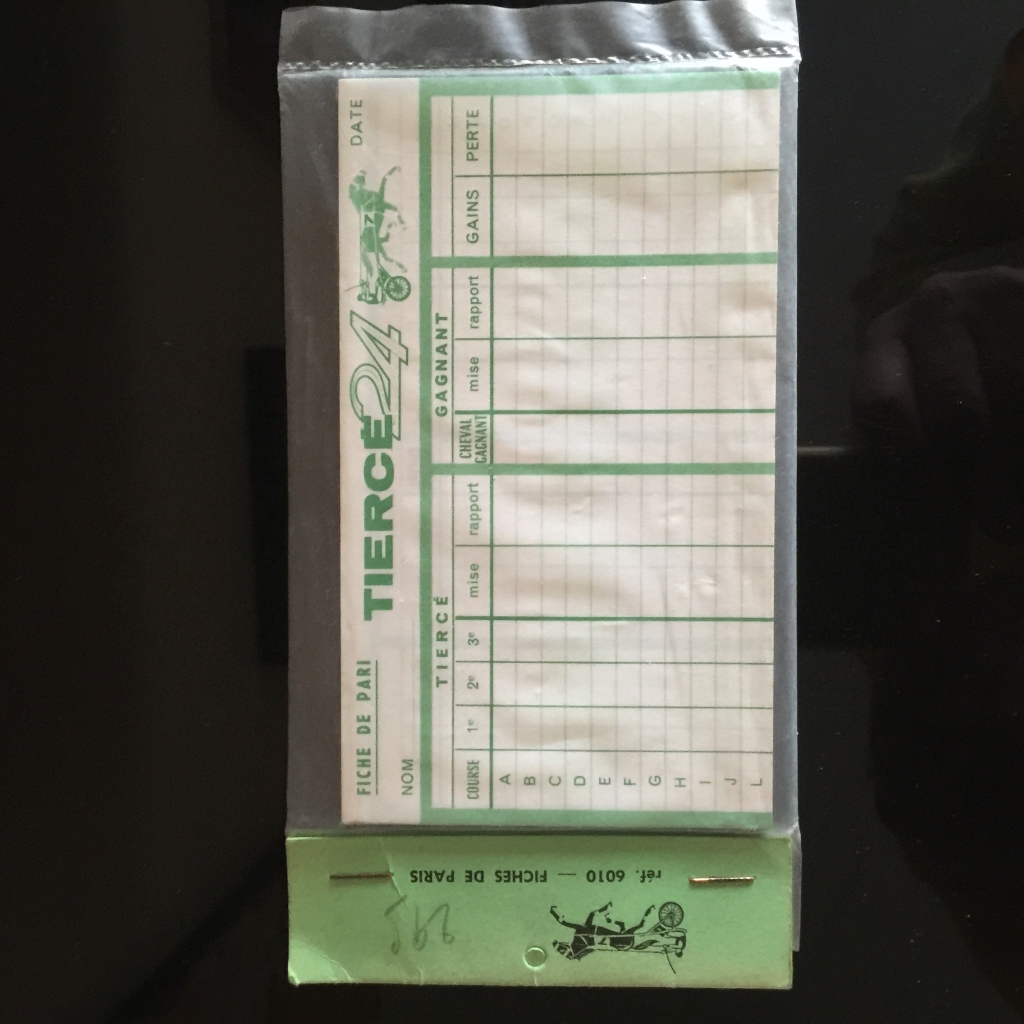 FICHE DE PARI
TIERCÉ 24
NOM
DATE
TIERCÉ
GAGNANT
COURSE 1e 2e 3e mise rapport CHEVAL GAGNANT mise rapport GAINS PERTE
A
B
C
D
E
F
G
H
I
J
L
réf. 6010 — FICHES DE PARIS